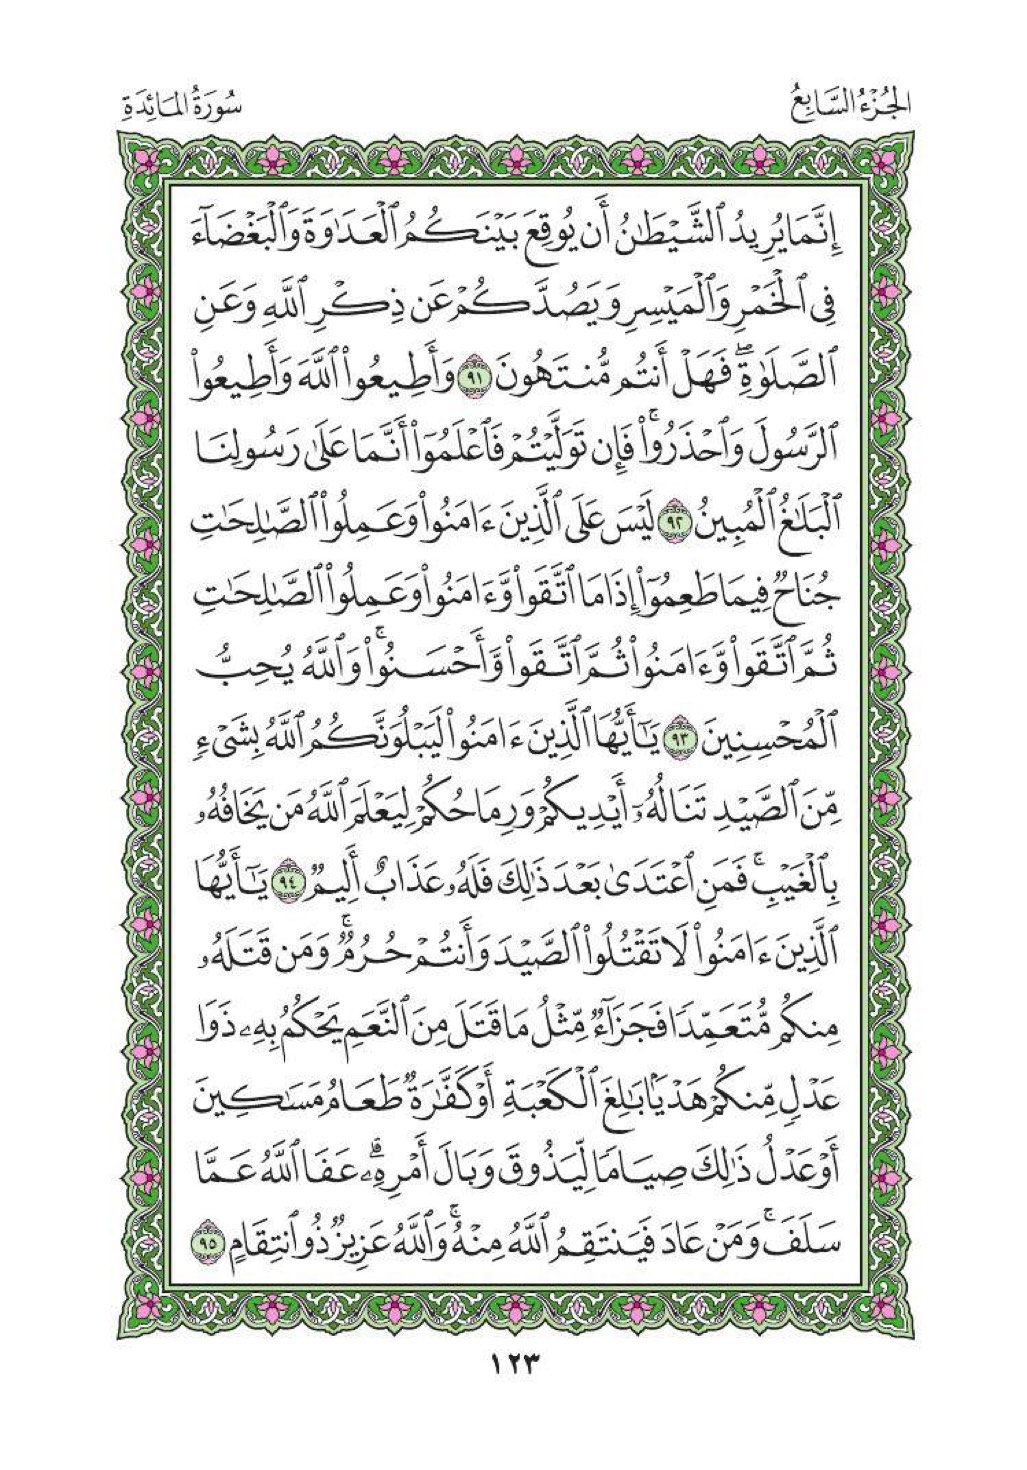 الجُزْءُ السَّابِعُ
سُورَةُ المَائِدَةِ
إِنَّمَا يُرِيدُ ٱلشَّيْطَٰنُ أَن يُوقِعَ بَيْنَكُمُ ٱلْعَدَٰوَةَ وَٱلْبَغْضَآءَ
فِى ٱلْخَمْرِ وَٱلْمَيْسِرِ وَيَصُدَّكُمْ عَن ذِكْرِ ٱللَّهِ وَعَنِ
ٱلصَّلَوٰةِۖ فَهَلْ أَنتُم مُّنتَهُونَ ٩١ وَأَطِيعُوا۟ ٱللَّهَ وَأَطِيعُوا۟
ٱلرَّسُولَ وَٱحْذَرُوا۟ۚ فَإِن تَوَلَّيْتُمْ فَٱعْلَمُوٓا۟ أَنَّمَا عَلَىٰ رَسُولِنَا
ٱلْبَلَٰغُ ٱلْمُبِينُ ٩٢ لَيْسَ عَلَى ٱلَّذِينَ ءَامَنُوا۟ وَعَمِلُوا۟ ٱلصَّٰلِحَٰتِ
جُنَاحٌ فِيمَا طَعِمُوٓا۟ إِذَا مَا ٱتَّقَوا۟ وَّءَامَنُوا۟ وَعَمِلُوا۟ ٱلصَّٰلِحَٰتِ
ثُمَّ ٱتَّقَوا۟ وَّءَامَنُوا۟ ثُمَّ ٱتَّقَوا۟ وَّأَحْسَنُوا۟ۚ وَٱللَّهُ يُحِبُّ
ٱلْمُحْسِنِينَ ٩٣ يَٰٓأَيُّهَا ٱلَّذِينَ ءَامَنُوا۟ لَيَبْلُوَنَّكُمُ ٱللَّهُ بِشَىْءٍ
مِّنَ ٱلصَّيْدِ تَنَالُهُۥٓ أَيْدِيكُمْ وَرِمَاحُكُمْ لِيَعْلَمَ ٱللَّهُ مَن يَخَافُهُۥ
بِٱلْغَيْبِۚ فَمَنِ ٱعْتَدَىٰ بَعْدَ ذَٰلِكَ فَلَهُۥ عَذَابٌ أَلِيمٌ ٩٤ يَٰٓأَيُّهَا
ٱلَّذِينَ ءَامَنُوا۟ لَا تَقْتُلُوا۟ ٱلصَّيْدَ وَأَنتُمْ حُرُمٌۚ وَمَن قَتَلَهُۥ
مِنكُم مُّتَعَمِّدًا فَجَزَآءٌ مِّثْلُ مَا قَتَلَ مِنَ ٱلنَّعَمِ يَحْكُمُ بِهِۦ ذَوَا
عَدْلٍ مِّنكُمْ هَدْيًۢا بَٰلِغَ ٱلْكَعْبَةِ أَوْ كَفَّٰرَةٌ طَعَامُ مَسَٰكِينَ
أَوْ عَدْلُ ذَٰلِكَ صِيَامًا لِّيَذُوقَ وَبَالَ أَمْرِهِۦۗ عَفَا ٱللَّهُ عَمَّا
سَلَفَۚ وَمَنْ عَادَ فَيَنتَقِمُ ٱللَّهُ مِنْهُۚ وَٱللَّهُ عَزِيزٌ ذُو ٱنتِقَامٍ ٩٥
١٢٣